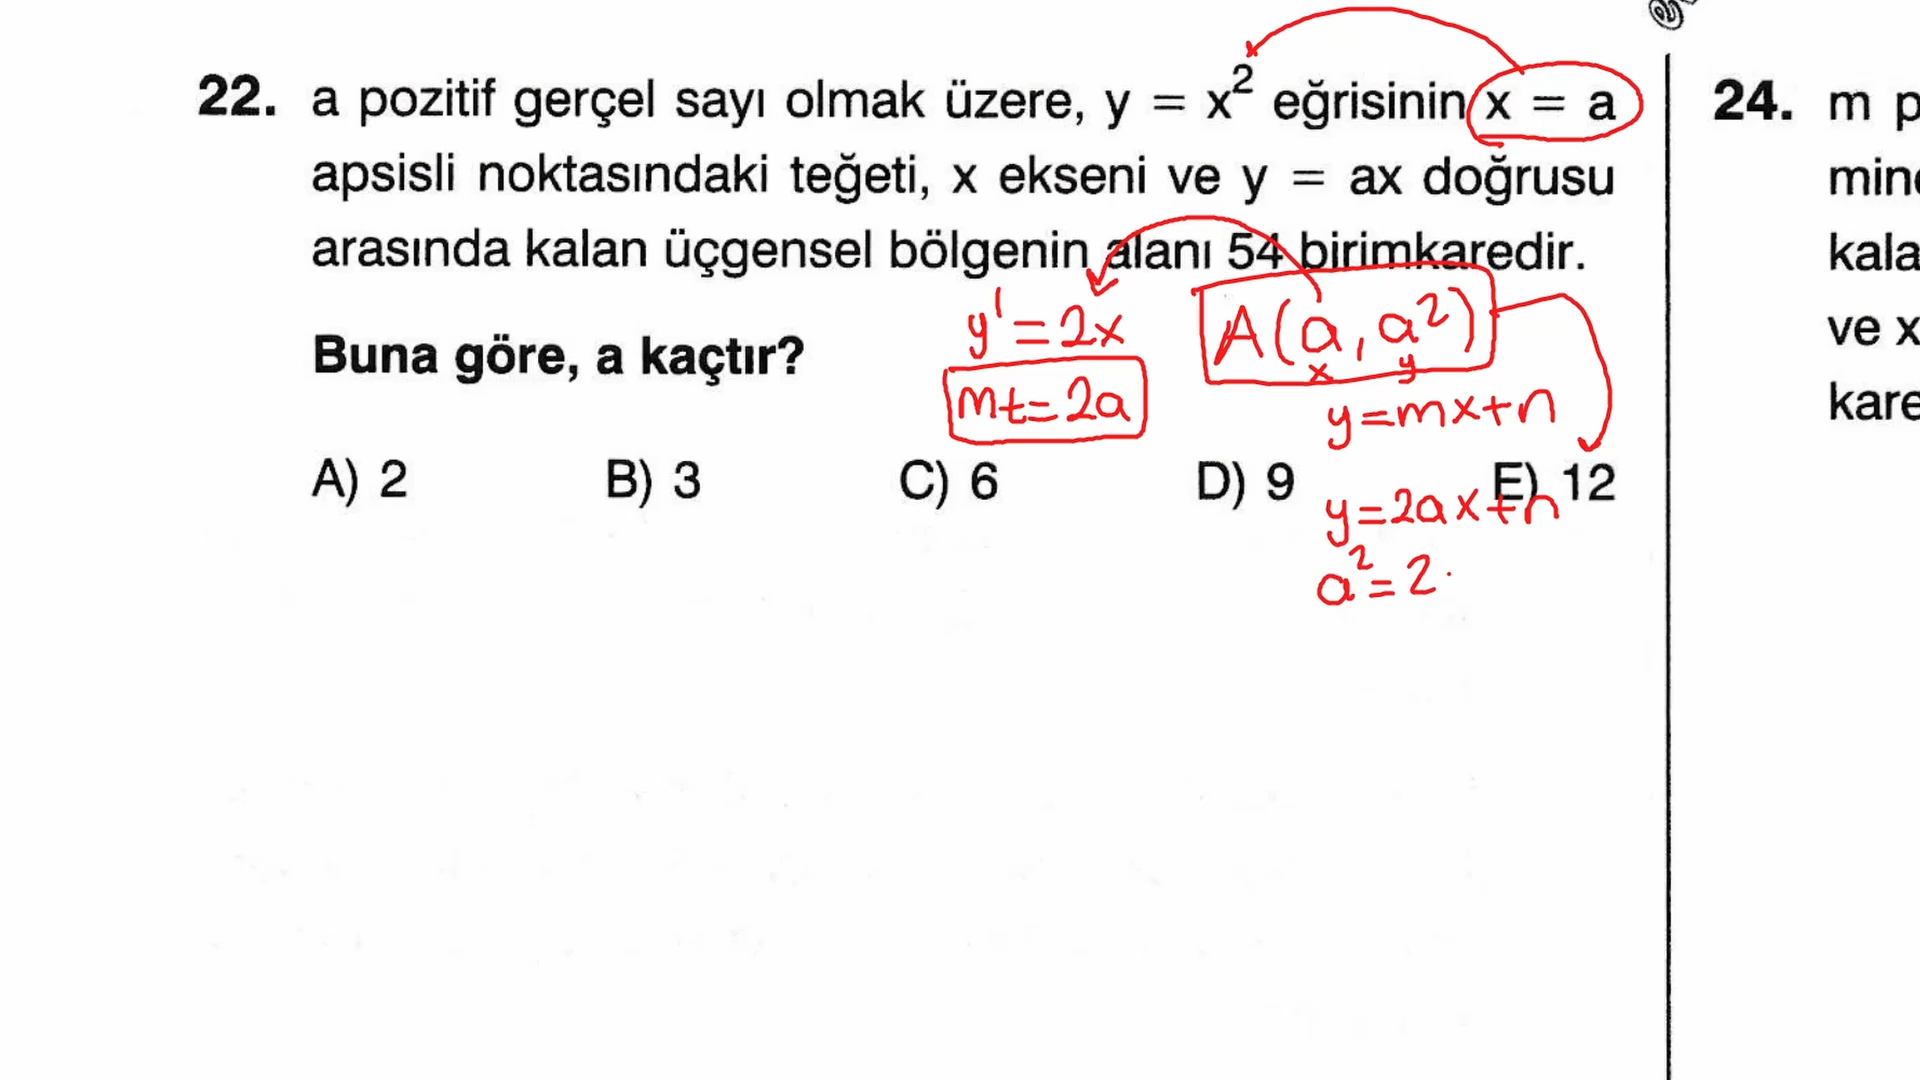 22. a pozitif gerçel sayı olmak üzere, y = x² eğrisinin x = a
apsisli noktasındaki teğeti, x ekseni ve y = ax doğrusu
arasında kalan üçgensel bölgenin alanı 54 birimkaredir.
y' = 2x
A(a, a²)
x y
Buna göre, a kaçtır?
mt = 2a
y = mx + n
A) 2 B) 3 C) 6 D) 9 E) 12
y = 2ax + n
a² = 2.
24. m p
kala
ve x
kare